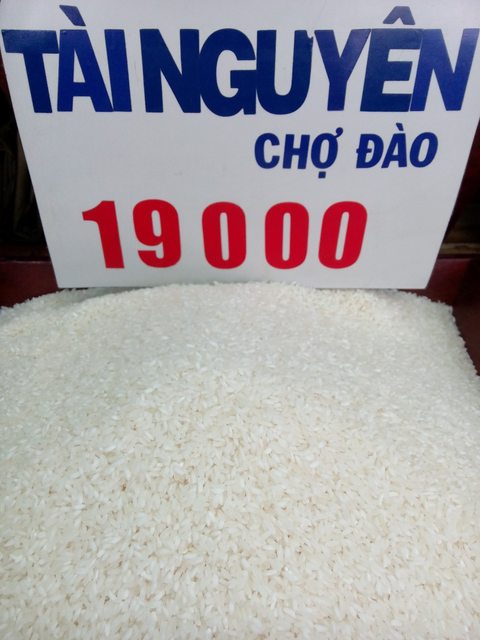 TÀI NGUYÊN
CHỢ ĐÀO
19000